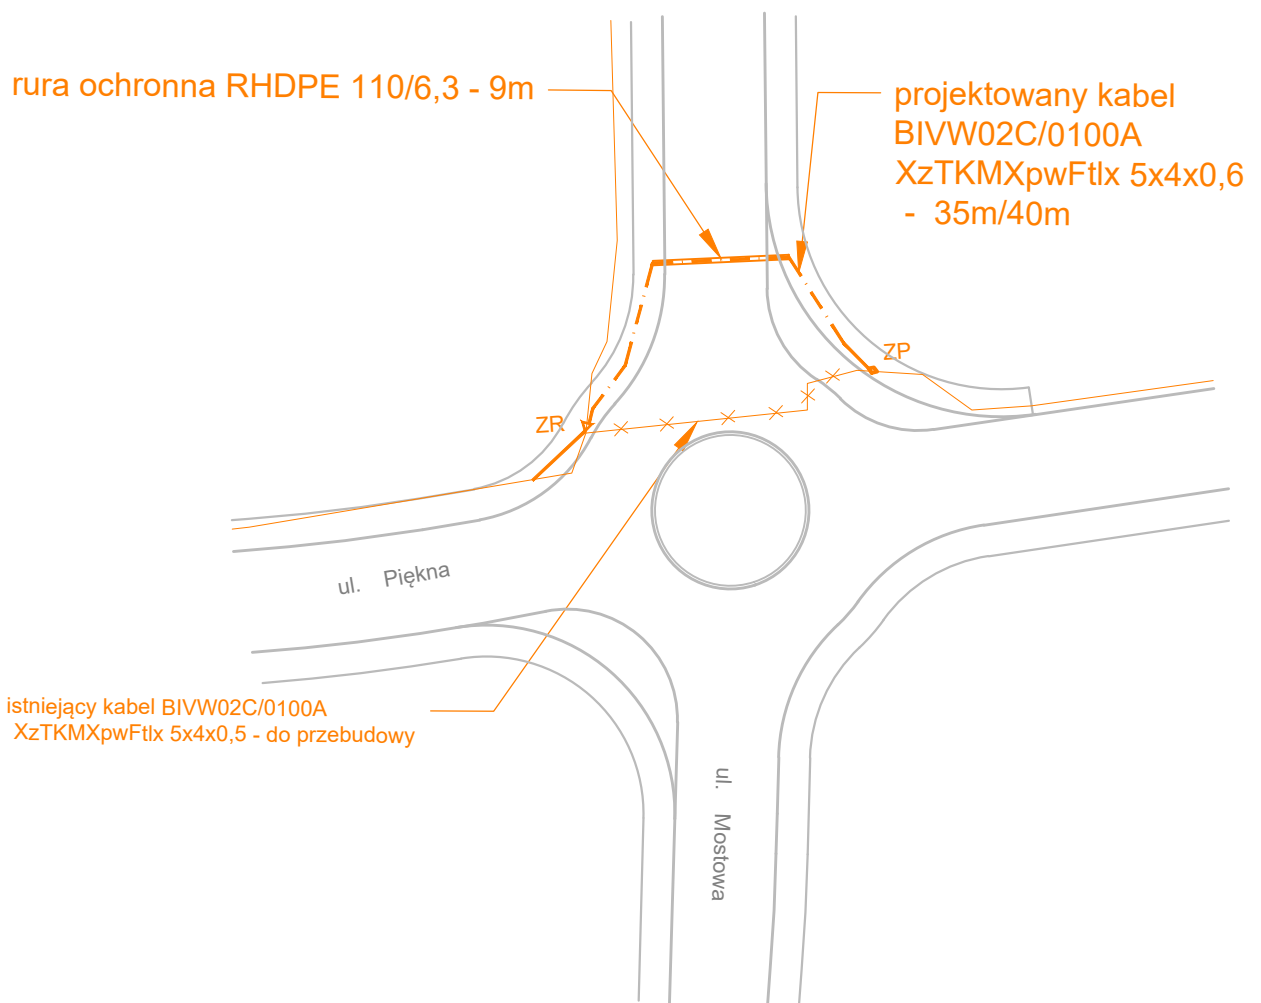 rura ochronna RHDPE 110/6,3 - 9m
projektowany kabel
BIVW02C/0100A
XzTKMXpwFtlx 5x4x0,6
- 35m/40m
ZP
ZR
ul. Piękna
istniejący kabel BIVW02C/0100A
XzTKMXpwFtlx 5x4x0,5 - do przebudowy
ul. Mostowa